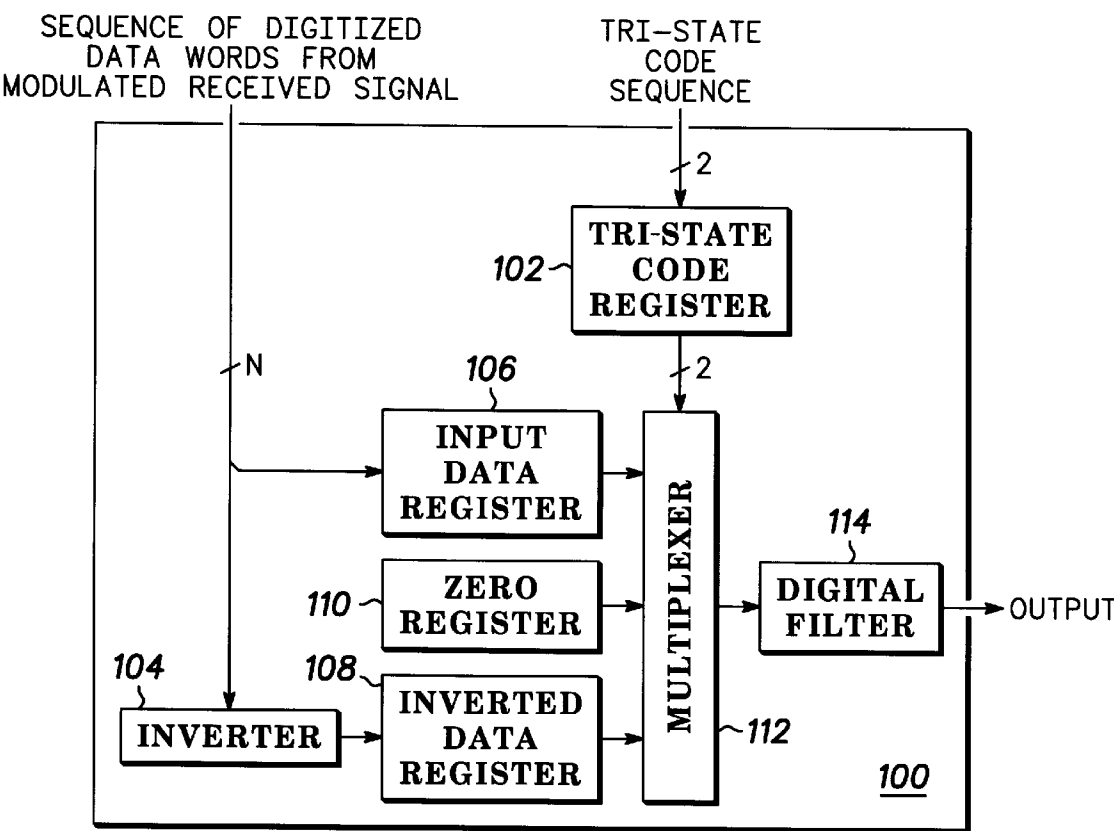 SEQUENCE OF DIGITIZED
DATA WORDS FROM
MODULATED RECEIVED SIGNAL
TRI-STATE
CODE
SEQUENCE
2
TRI-STATE
CODE
REGISTER
102
N
2
106
INPUT
DATA
REGISTER
110
ZERO
REGISTER
104
INVERTER
108
INVERTED
DATA
REGISTER
MULTIPLEXER
112
114
DIGITAL
FILTER
OUTPUT
100